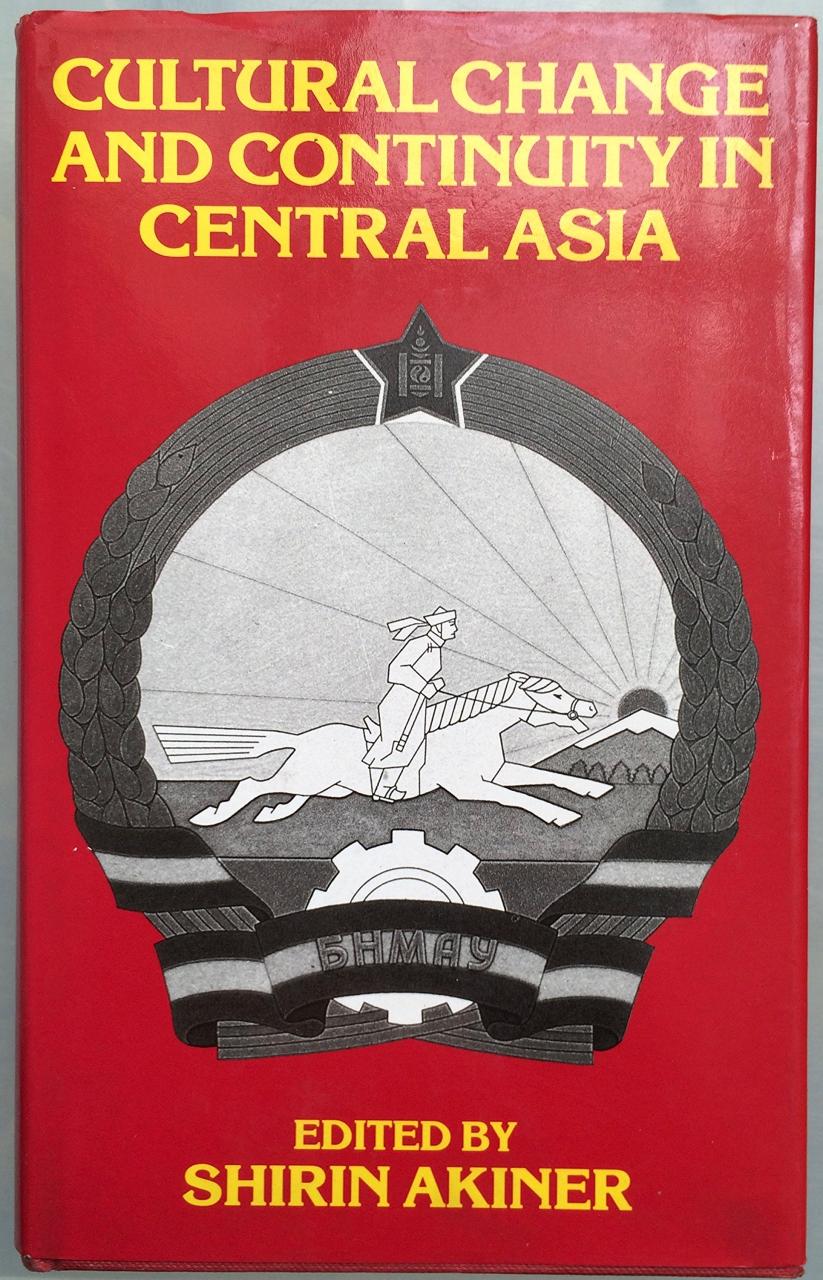 CULTURAL CHANGE
AND CONTINUITY IN
CENTRAL ASIA
БНМАУ
EDITED BY
SHIRIN AKINER